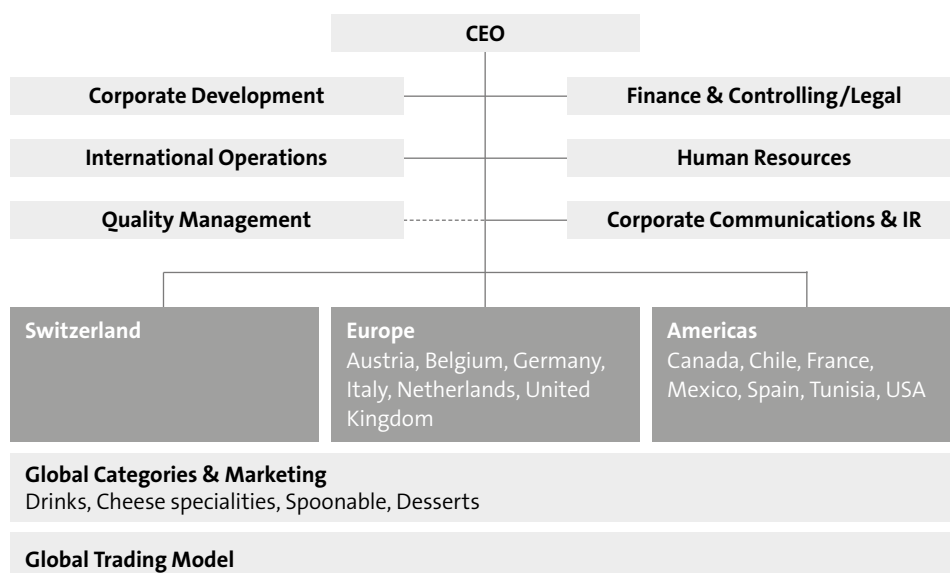 CEO
Corporate Development
Finance & Controlling/Legal
International Operations
Human Resources
Quality Management
Corporate Communications & IR
Switzerland
Europe
Austria, Belgium, Germany,
Italy, Netherlands, United
Kingdom
Americas
Canada, Chile, France,
Mexico, Spain, Tunisia, USA
Global Categories & Marketing
Drinks, Cheese specialities, Spoonable, Desserts
Global Trading Model